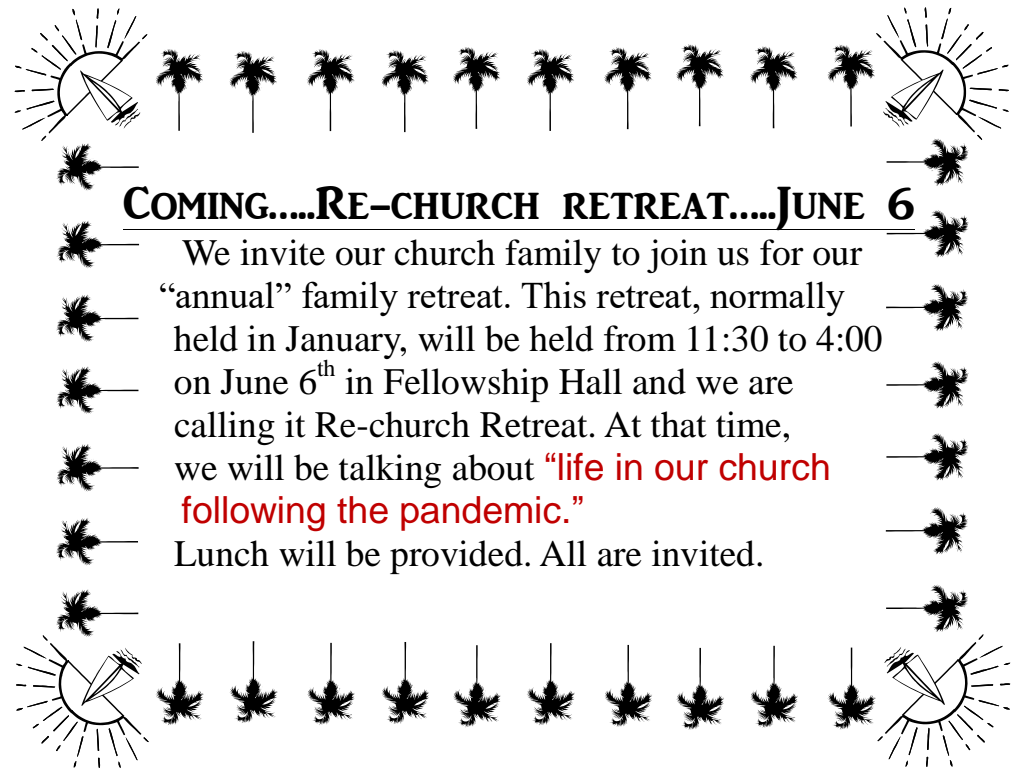 Coming.....Re-church retreat.....June 6
We invite our church family to join us for our
“annual” family retreat. This retreat, normally
held in January, will be held from 11:30 to 4:00
on June 6th in Fellowship Hall and we are
calling it Re-church Retreat. At that time,
we will be talking about “life in our church
following the pandemic.”
Lunch will be provided. All are invited.